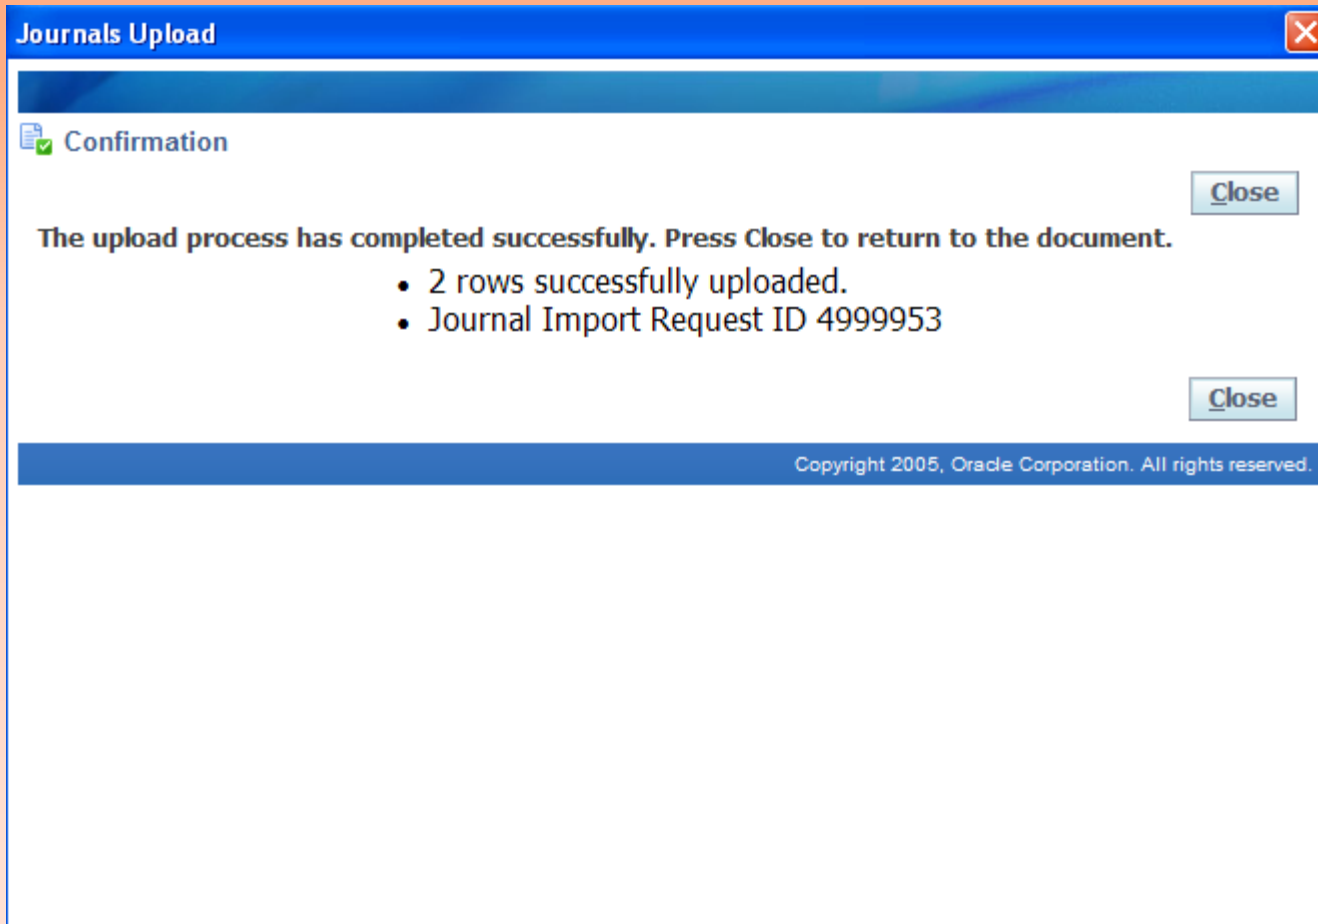 Journals Upload
Confirmation
Close
The upload process has completed successfully. Press Close to return to the document.
• 2 rows successfully uploaded.
• Journal Import Request ID 4999953
Close
Copyright 2005, Oracle Corporation. All rights reserved.